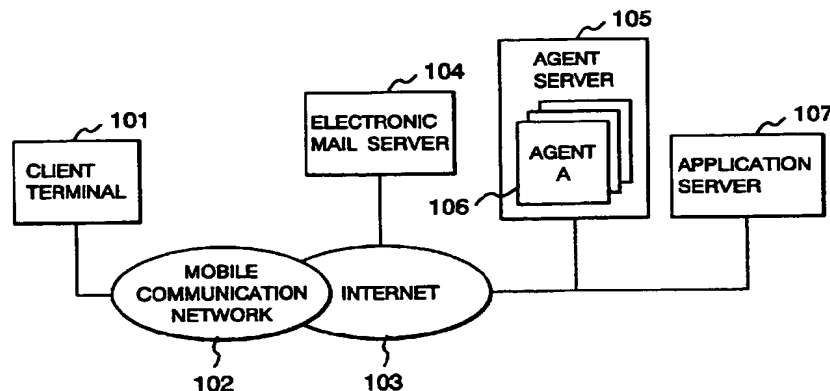 105
AGENT
SERVER
104
101
ELECTRONIC
MAIL SERVER
107
CLIENT
TERMINAL
AGENT
A
APPLICATION
SERVER
106
MOBILE
COMMUNICATION
NETWORK
INTERNET
102
103